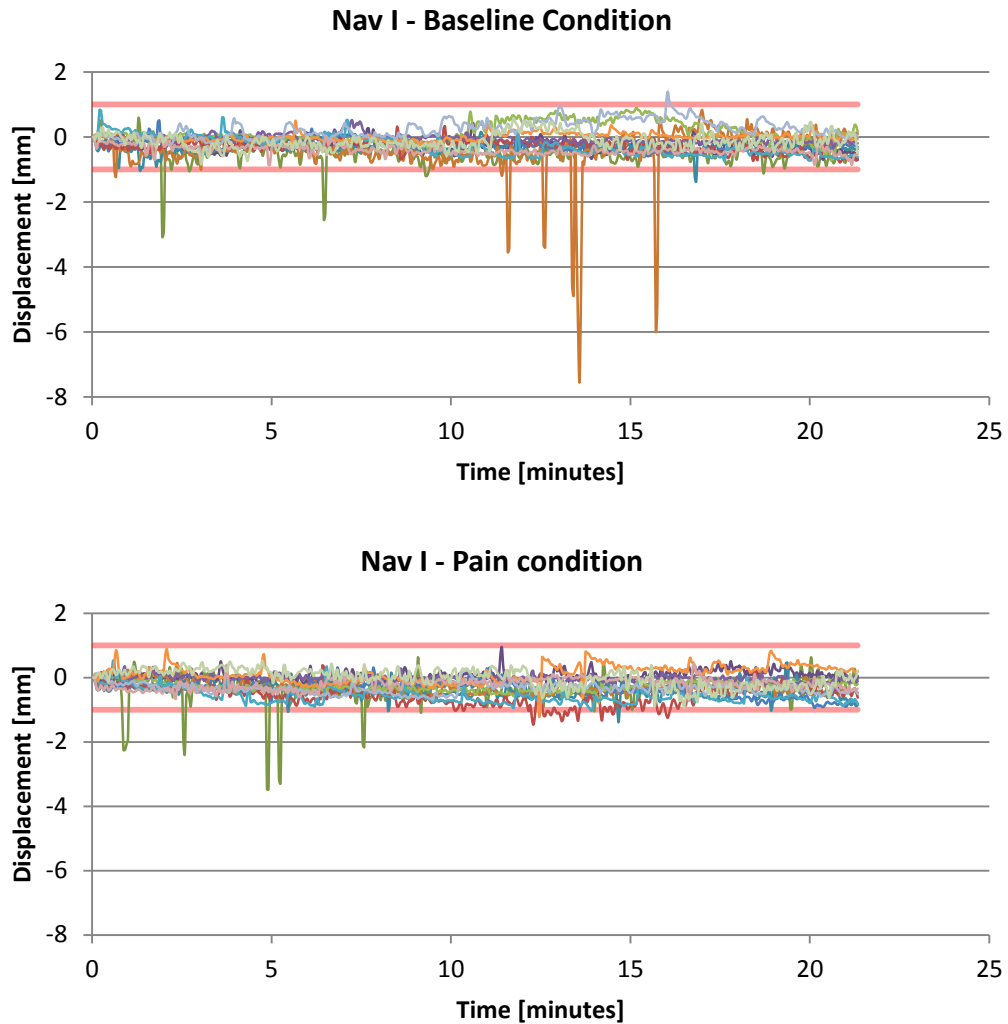 Nav I - Baseline Condition
2
0
-2
-4
-6
-8
Displacement [mm]
0 5 10 15 20 25
Time [minutes]
Nav I - Pain condition
2
0
-2
-4
-6
-8
Displacement [mm]
0 5 10 15 20 25
Time [minutes]